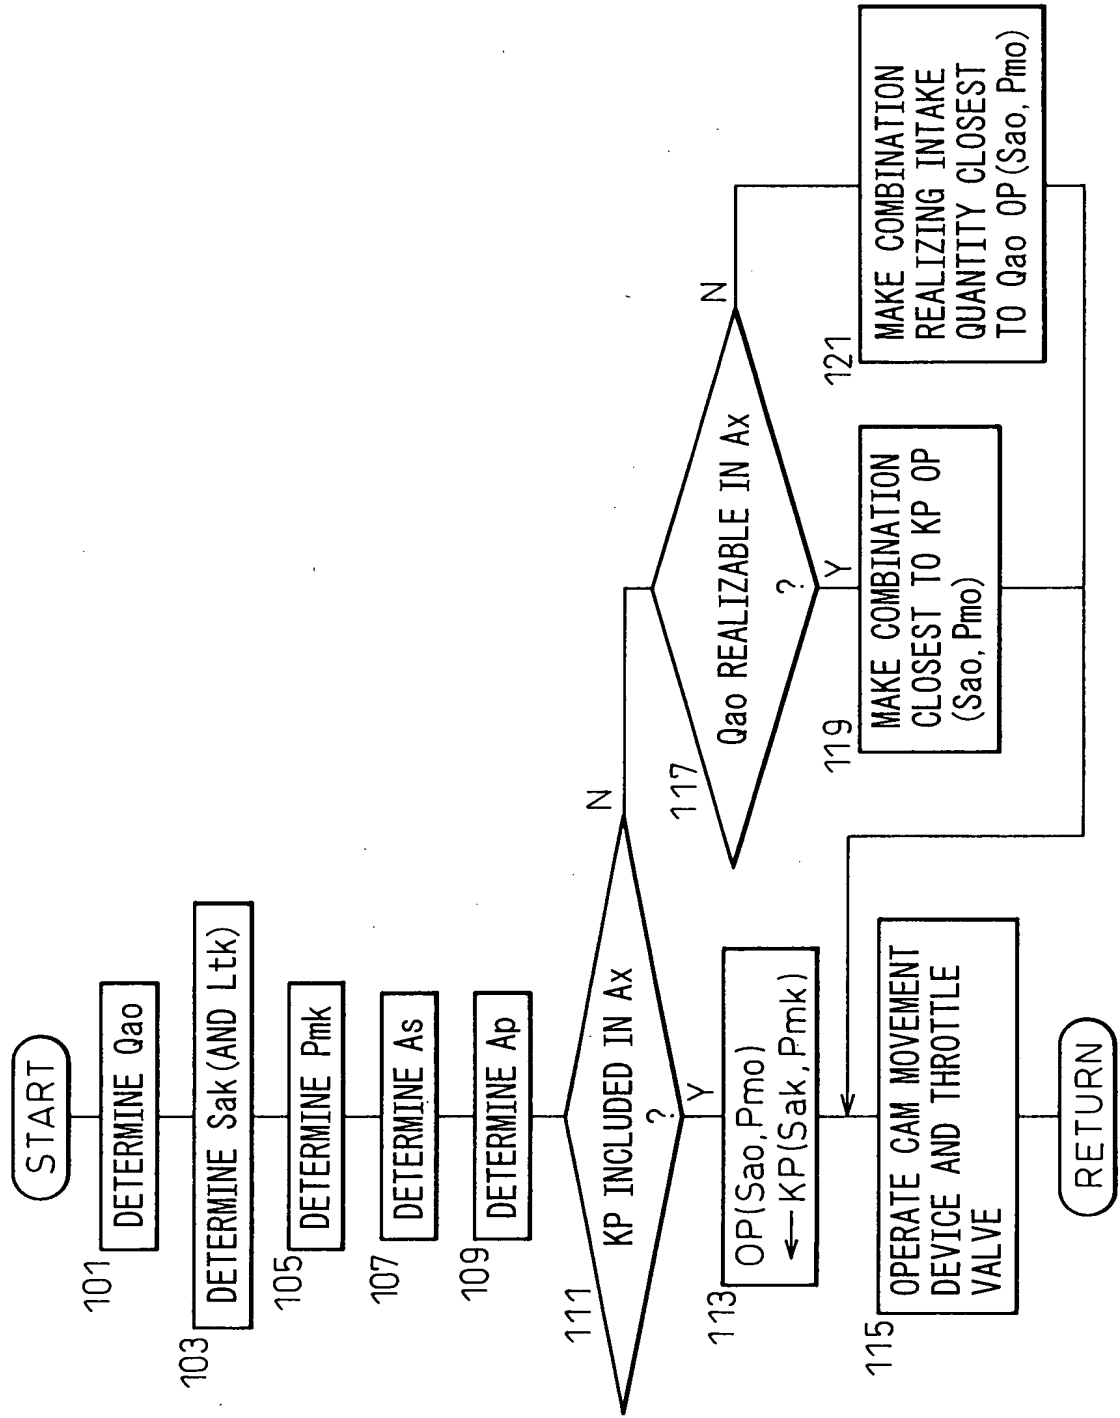 START
101
DETERMINE Qao
103
DETERMINE Sak(AND Ltk)
105
DETERMINE Pmk
107
DETERMINE As
109
DETERMINE Ap
111
KP INCLUDED IN Ax
?
N
Y
113
OP(Sao,Pmo)
←KP(Sak,Pmk)
115
OPERATE CAM MOVEMENT
DEVICE AND THROTTLE
VALVE
RETURN
117
Qao REALIZABLE IN Ax
?
N
Y
119
MAKE COMBINATION
CLOSEST TO KP OP
(Sao, Pmo)
121
MAKE COMBINATION
REALIZING INTAKE
QUANTITY CLOSEST
TO Qao OP(Sao, Pmo)